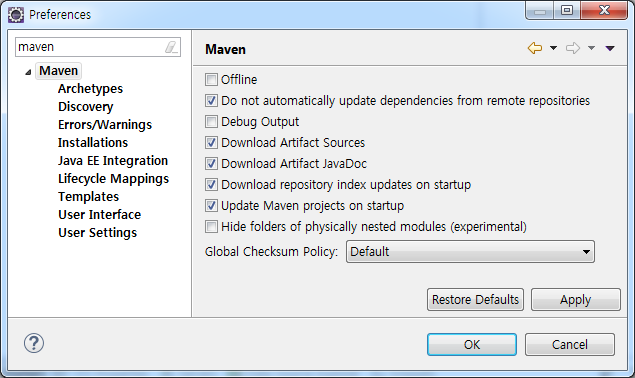 Preferences
maven
Maven
Archetypes
Discovery
Errors/Warnings
Installations
Java EE Integration
Lifecycle Mappings
Templates
User Interface
User Settings
Maven
Offline
Do not automatically update dependencies from remote repositories
Debug Output
Download Artifact Sources
Download Artifact JavaDoc
Download repository index updates on startup
Update Maven projects on startup
Hide folders of physically nested modules (experimental)
Global Checksum Policy: Default
Restore Defaults Apply
? OK Cancel